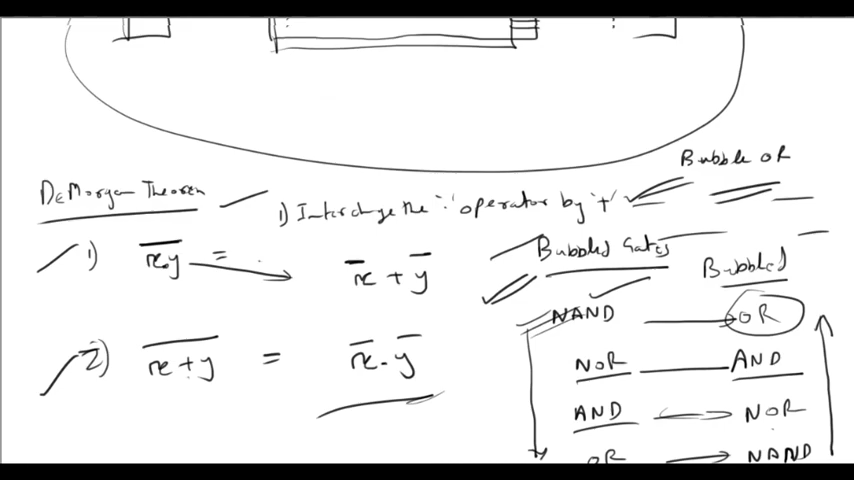 Bubble OR
DeMorgan Theorem
1) Interchange the '.' operator by '+'
Bubbled Gates
Bubbled
1) x.y = x̅ + y̅
NAND OR
2) x+y = x̅ . y̅
NOR AND
AND NOR
OR NAND